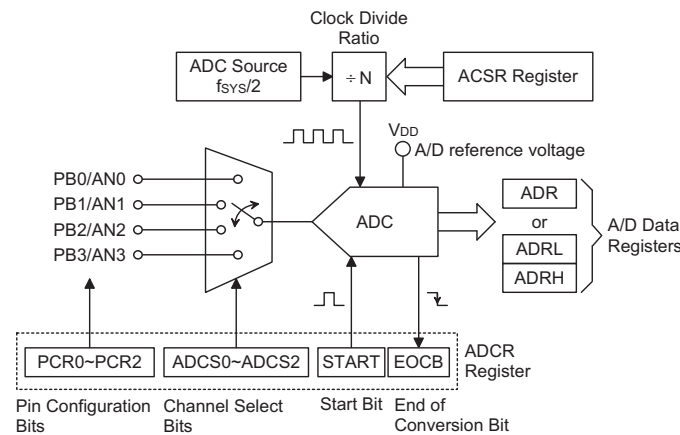 Clock Divide
Ratio
ADC Source
fSYS/2
÷ N
ACSR Register
VDD
A/D reference voltage
PB0/AN0
PB1/AN1
PB2/AN2
PB3/AN3
ADC
ADR
or
ADRL
ADRH
A/D Data
Registers
PCR0~PCR2
ADCS0~ADCS2
START
EOCB
ADCR
Register
Pin Configuration
Bits
Channel Select
Bits
Start Bit
End of
Conversion Bit